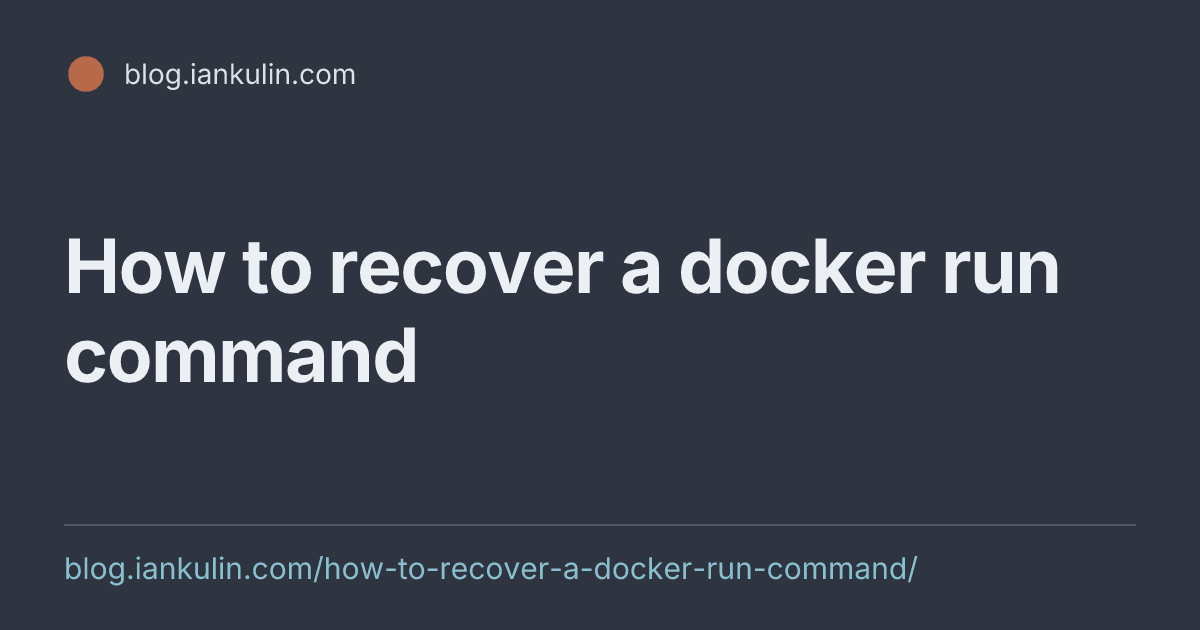 blog.iankulin.com
How to recover a docker run
command
blog.iankulin.com/how-to-recover-a-docker-run-command/